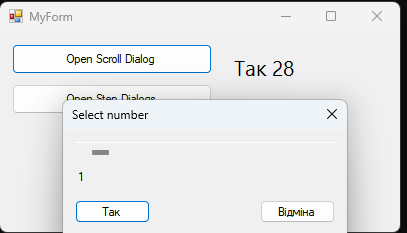 MyForm
Open Scroll Dialog
Так 28
Open Step Dialogs
Select number
1
Так
Відміна